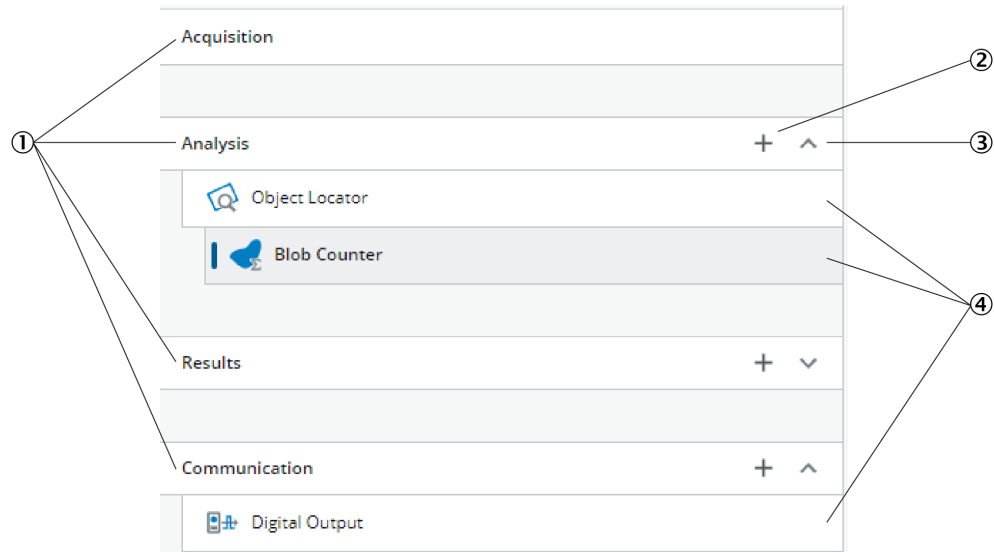 Acquisition
②
①
Analysis
③
Object Locator
Blob Counter
④
Results
Communication
Digital Output